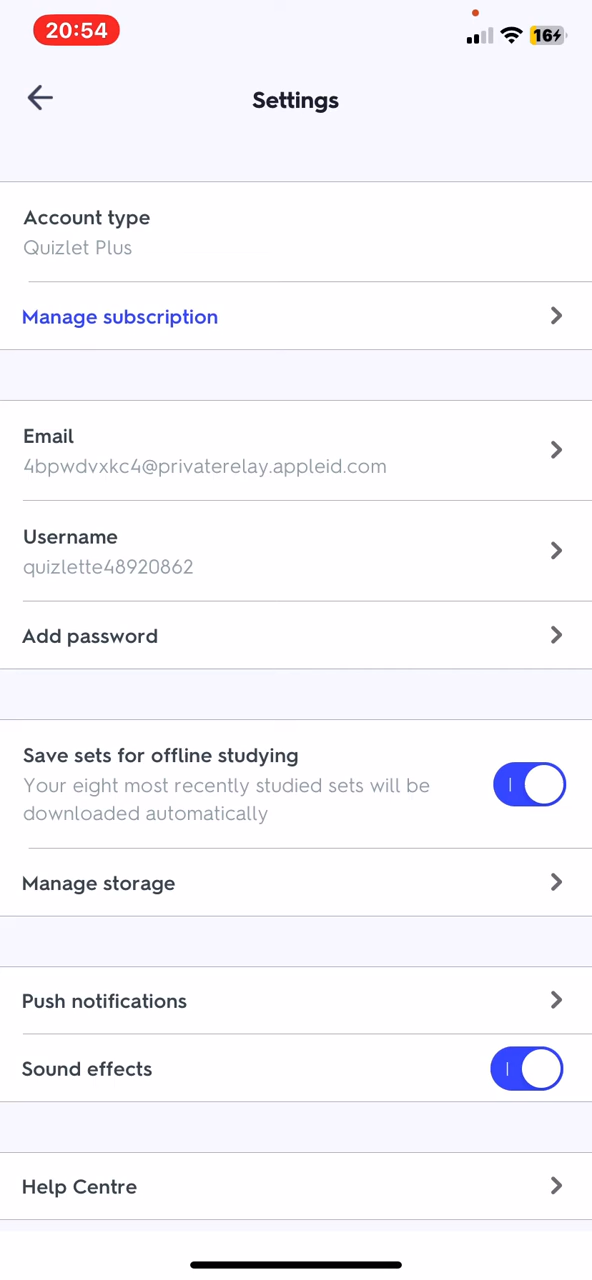 20:54
16
Settings
Account type
Quizlet Plus
Manage subscription
Email
4bpwdvxkc4@privaterelay.appleid.com
Username
quizlette48920862
Add password
Save sets for offline studying
Your eight most recently studied sets will be
downloaded automatically
Manage storage
Push notifications
Sound effects
Help Centre